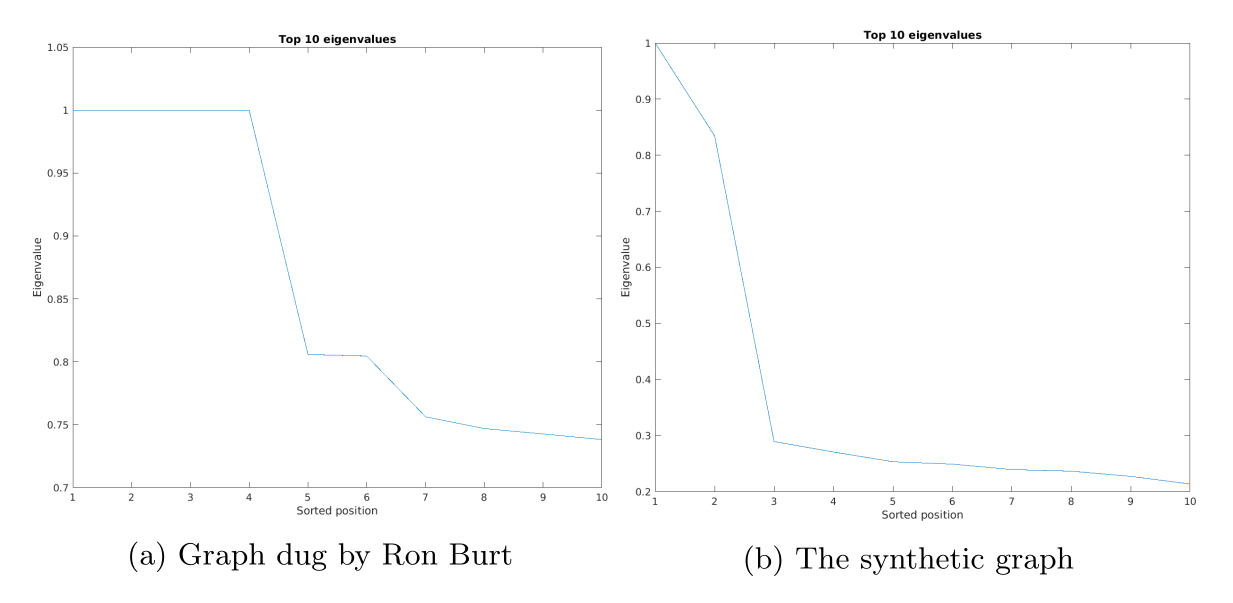 Top 10 eigenvalues
1.05
1
0.95
0.9
0.85
0.8
0.75
0.7
Eigenvalue
1 2 3 4 5 6 7 8 9 10
Sorted position
(a) Graph dug by Ron Burt
Top 10 eigenvalues
1
0.9
0.8
0.7
0.6
0.5
0.4
0.3
0.2
Eigenvalue
1 2 3 4 5 6 7 8 9 10
Sorted position
(b) The synthetic graph